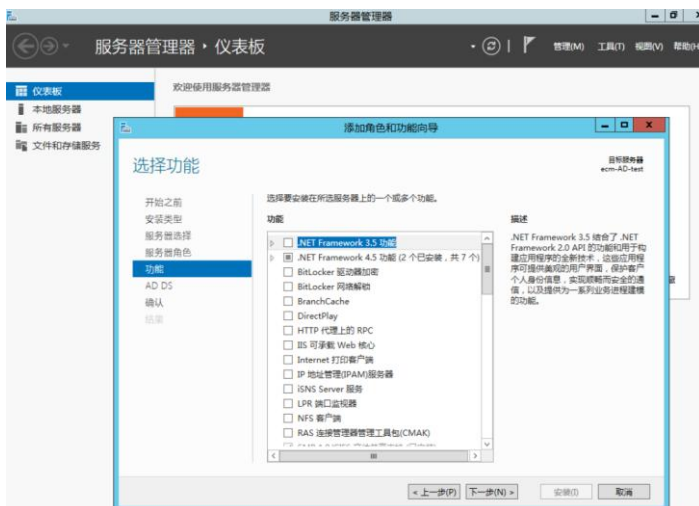 服务器管理器
服务器管理器 · 仪表板
管理(M) 工具(T) 视图(V) 帮助(H
仪表板
本地服务器
所有服务器
文件和存储服务
欢迎使用服务器管理器
添加角色和功能向导
选择功能
目标服务器
ecm-AD-test
开始之前
安装类型
服务器选择
服务器角色
功能
AD DS
确认
结果
选择要安装在所选服务器上的一个或多个功能。
功能
.NET Framework 3.5 功能
.NET Framework 4.5 功能 (2 个已安装，共 7 个)
BitLocker 驱动器加密
BitLocker 网络解锁
BranchCache
DirectPlay
HTTP 代理上的 RPC
IIS 可承载 Web 核心
Internet 打印客户端
IP 地址管理(IPAM)服务器
iSNS Server 服务
LPR 端口监视器
NFS 客户端
RAS 连接管理器管理工具包(CMAK)
描述
.NET Framework 3.5 结合了 .NET
Framework 2.0 API 的功能和用于构
建应用程序的全新技术，这些应用程
序可提供美观的用户界面，保护客户
个人身份信息，实现顺畅而安全的通
信，以及提供为一系列业务进程建模
的功能。
< 上一步(P) 下一步(N) > 安装(I) 取消